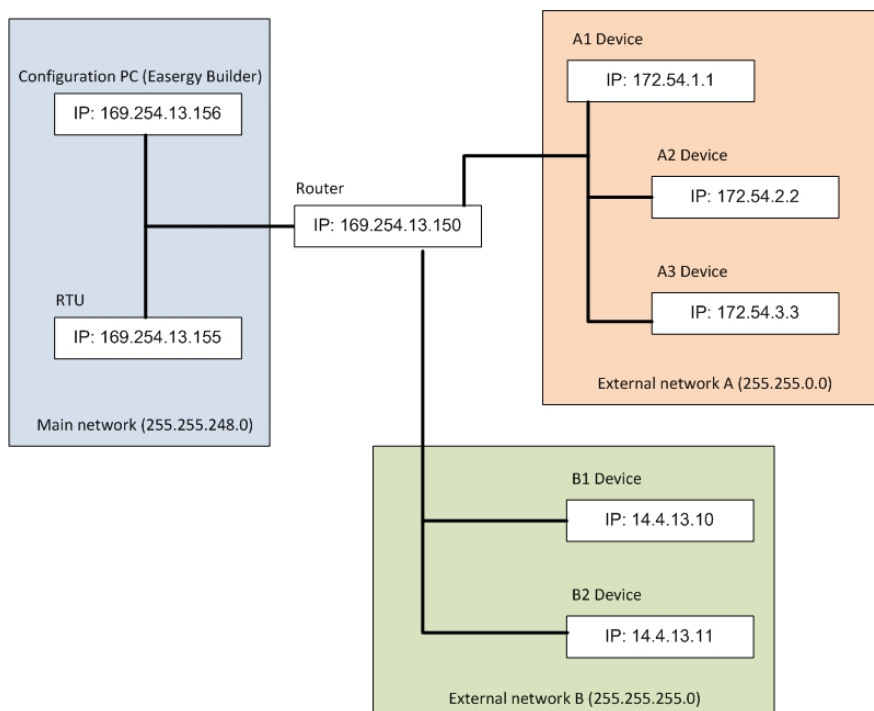 Configuration PC (Easergy Builder)
IP: 169.254.13.156
RTU
IP: 169.254.13.155
Main network (255.255.248.0)
Router
IP: 169.254.13.150
A1 Device
IP: 172.54.1.1
A2 Device
IP: 172.54.2.2
A3 Device
IP: 172.54.3.3
External network A (255.255.0.0)
B1 Device
IP: 14.4.13.10
B2 Device
IP: 14.4.13.11
External network B (255.255.255.0)